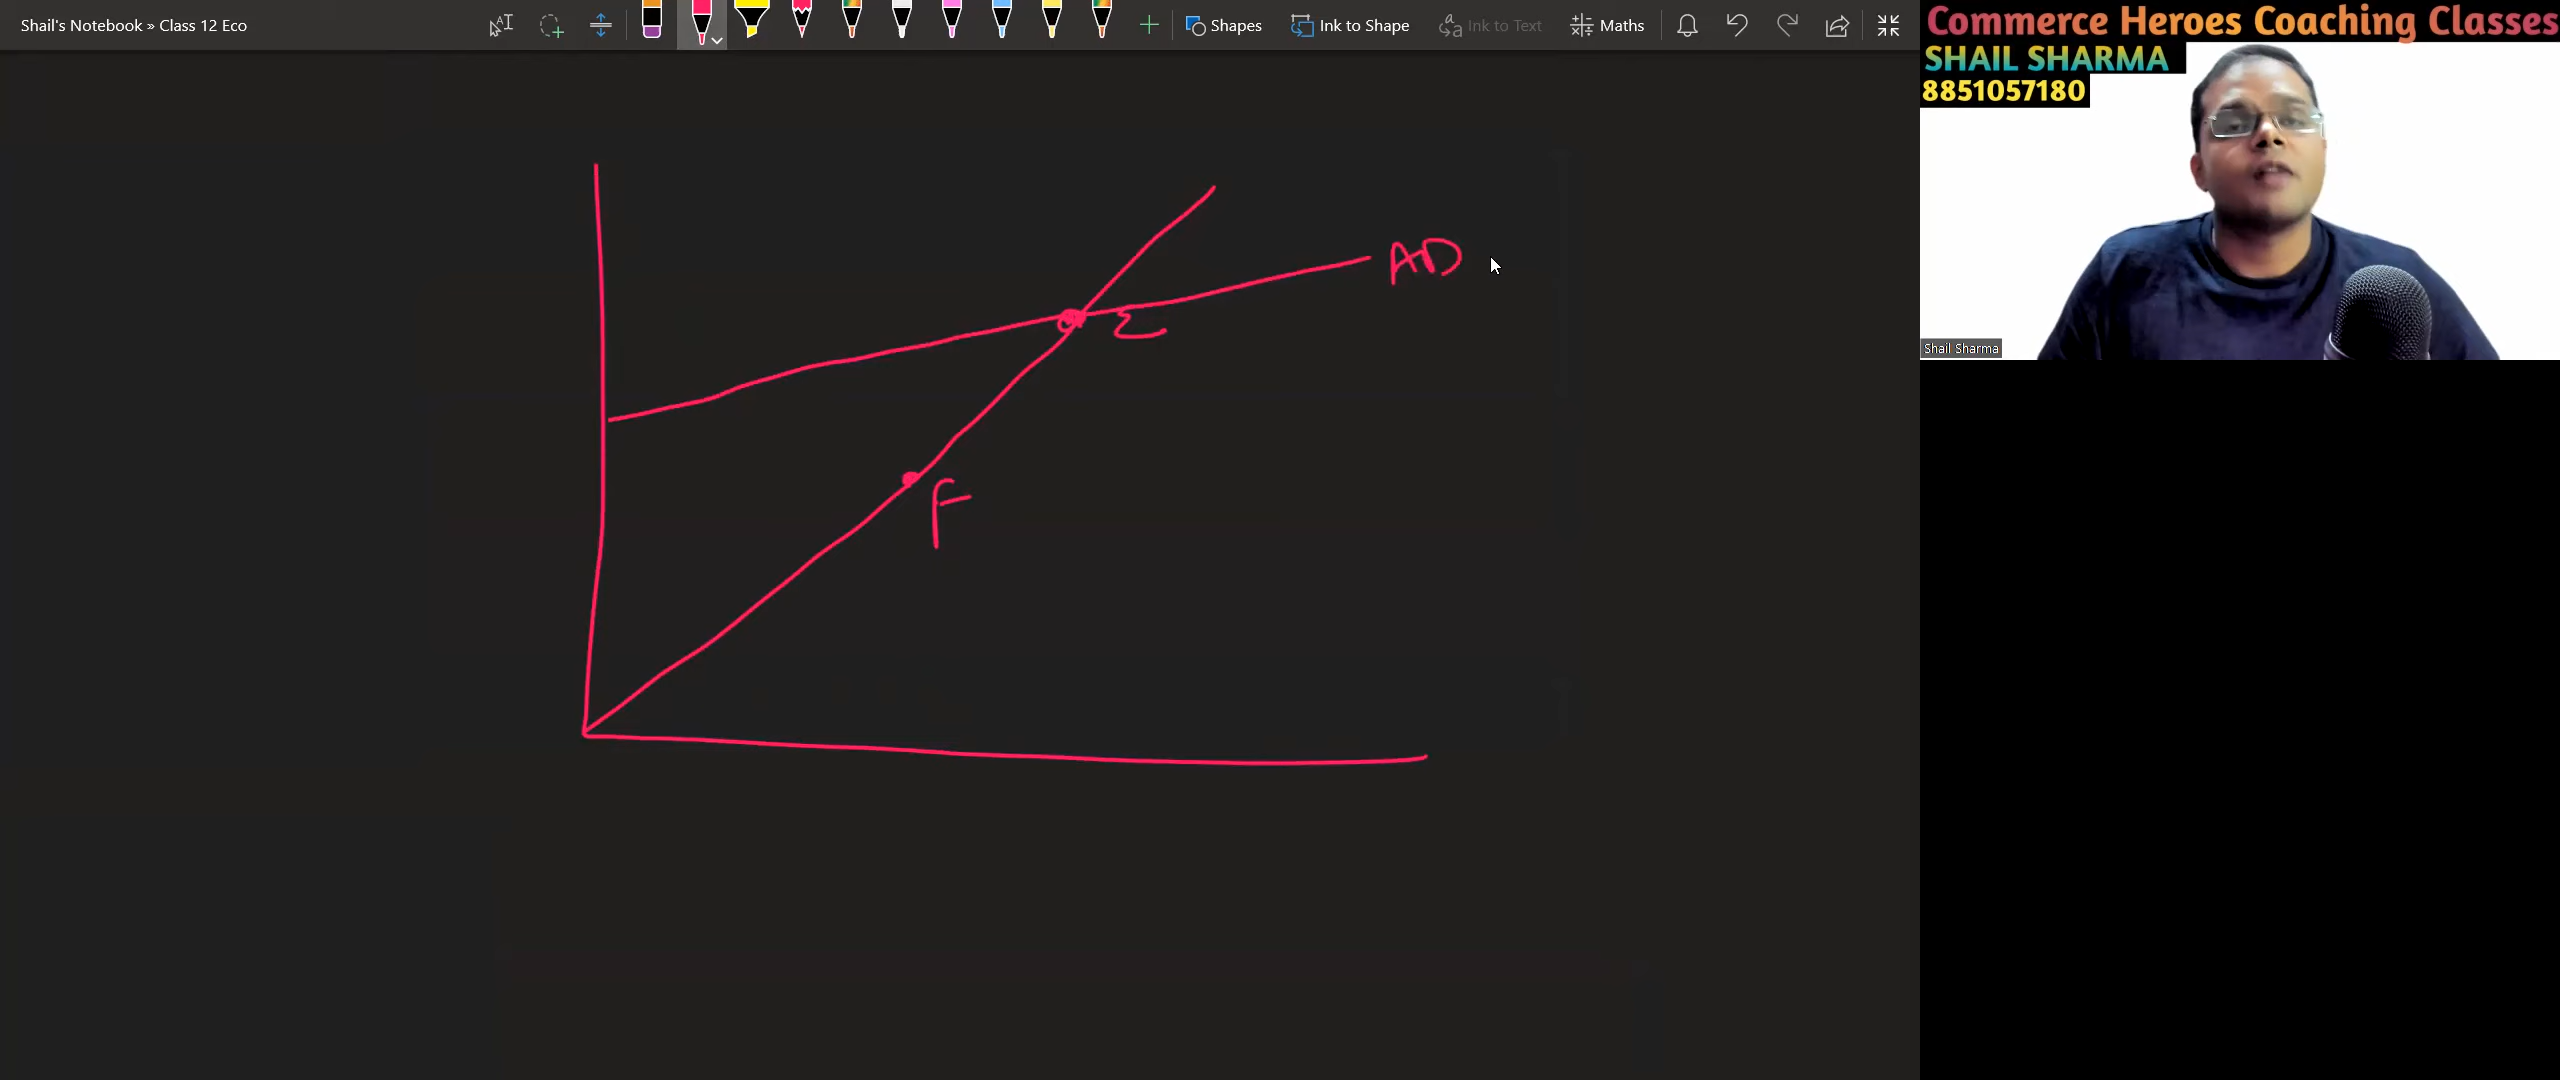 Shail's Notebook » Class 12 Eco
Shapes
Ink to Shape
Ink to Text
Maths
Commerce Heroes Coaching Classes
SHAIL SHARMA
8851057180
Shail Sharma
AD
E
F